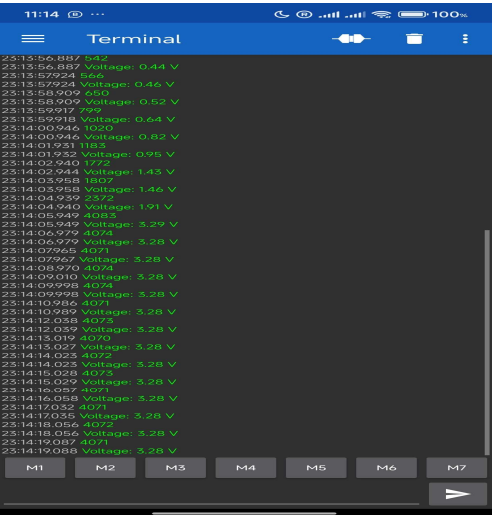 11:14 ® ···
® 100%
Terminal
23:13:56.887 542
23:13:56.887 Voltage: 0.44 V
23:13:57.924 566
23:13:57.924 Voltage: 0.46 V
23:13:58.909 650
23:13:58.909 Voltage: 0.52 V
23:13:59.917 799
23:13:59.918 Voltage: 0.64 V
23:14:00.946 1020
23:14:00.946 Voltage: 0.82 V
23:14:01.931 1183
23:14:01.932 Voltage: 0.95 V
23:14:02.940 1772
23:14:02.944 Voltage: 1.43 V
23:14:03.958 1807
23:14:03.958 Voltage: 1.46 V
23:14:04.939 2372
23:14:04.940 Voltage: 1.91 V
23:14:05.949 4083
23:14:05.949 Voltage: 3.29 V
23:14:06.979 4074
23:14:06.979 Voltage: 3.28 V
23:14:07.965 4071
23:14:07.967 Voltage: 3.28 V
23:14:08.970 4074
23:14:09.010 Voltage: 3.28 V
23:14:09.998 4074
23:14:09.998 Voltage: 3.28 V
23:14:10.986 4071
23:14:10.989 Voltage: 3.28 V
23:14:12.038 4073
23:14:12.039 Voltage: 3.28 V
23:14:13.019 4070
23:14:13.027 Voltage: 3.28 V
23:14:14.023 4072
23:14:14.023 Voltage: 3.28 V
23:14:15.028 4073
23:14:15.029 Voltage: 3.28 V
23:14:16.057 4071
23:14:16.058 Voltage: 3.28 V
23:14:17.032 4071
23:14:17.035 Voltage: 3.28 V
23:14:18.056 4072
23:14:18.056 Voltage: 3.28 V
23:14:19.087 4071
23:14:19.088 Voltage: 3.28 V
M1 M2 M3 M4 M5 M6 M7